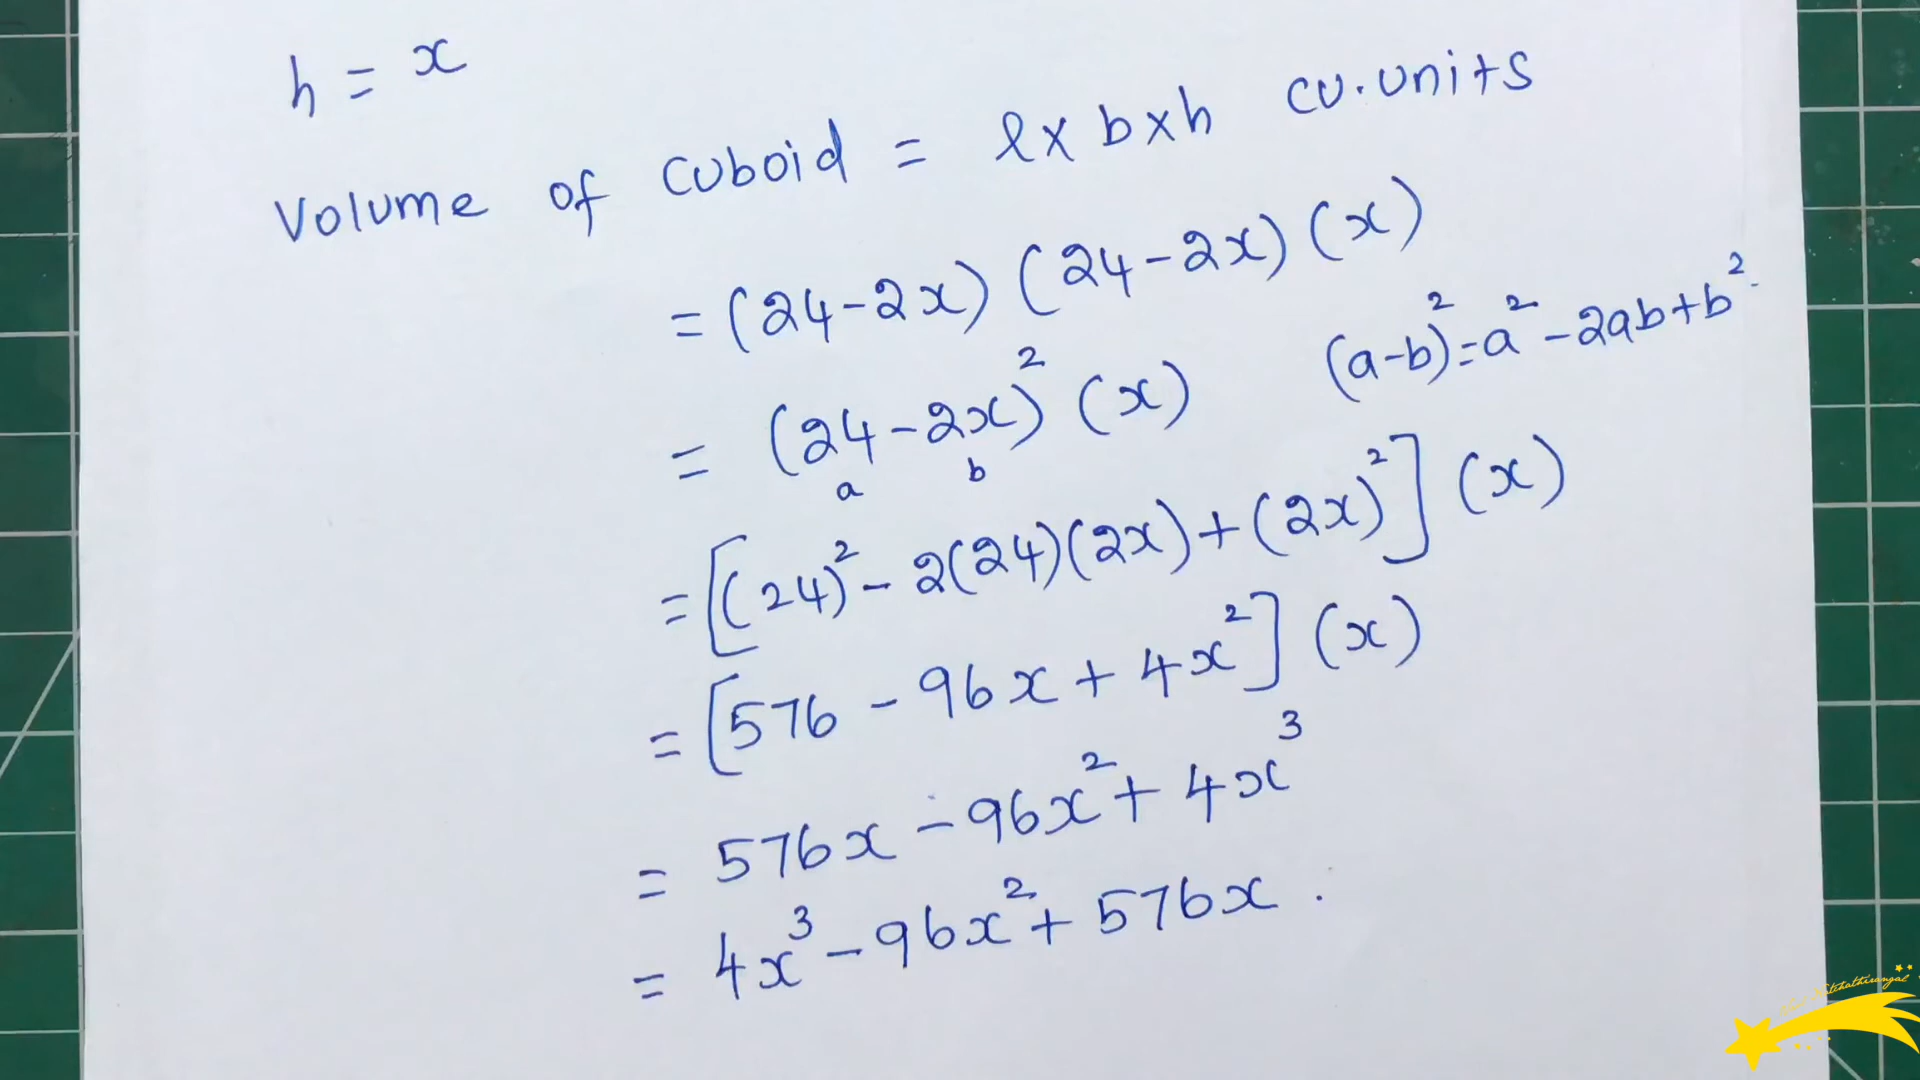 h = x
Volume of cuboid = l x b x h cu.units
= (24-2x) (24-2x) (x)
= (24-2x)² (x) (a-b)² = a² - 2ab + b²
a b
= [(24)² - 2(24)(2x) + (2x)²] (x)
= [576 - 96x + 4x²] (x)
= 576x - 96x² + 4x³
= 4x³ - 96x² + 576x .